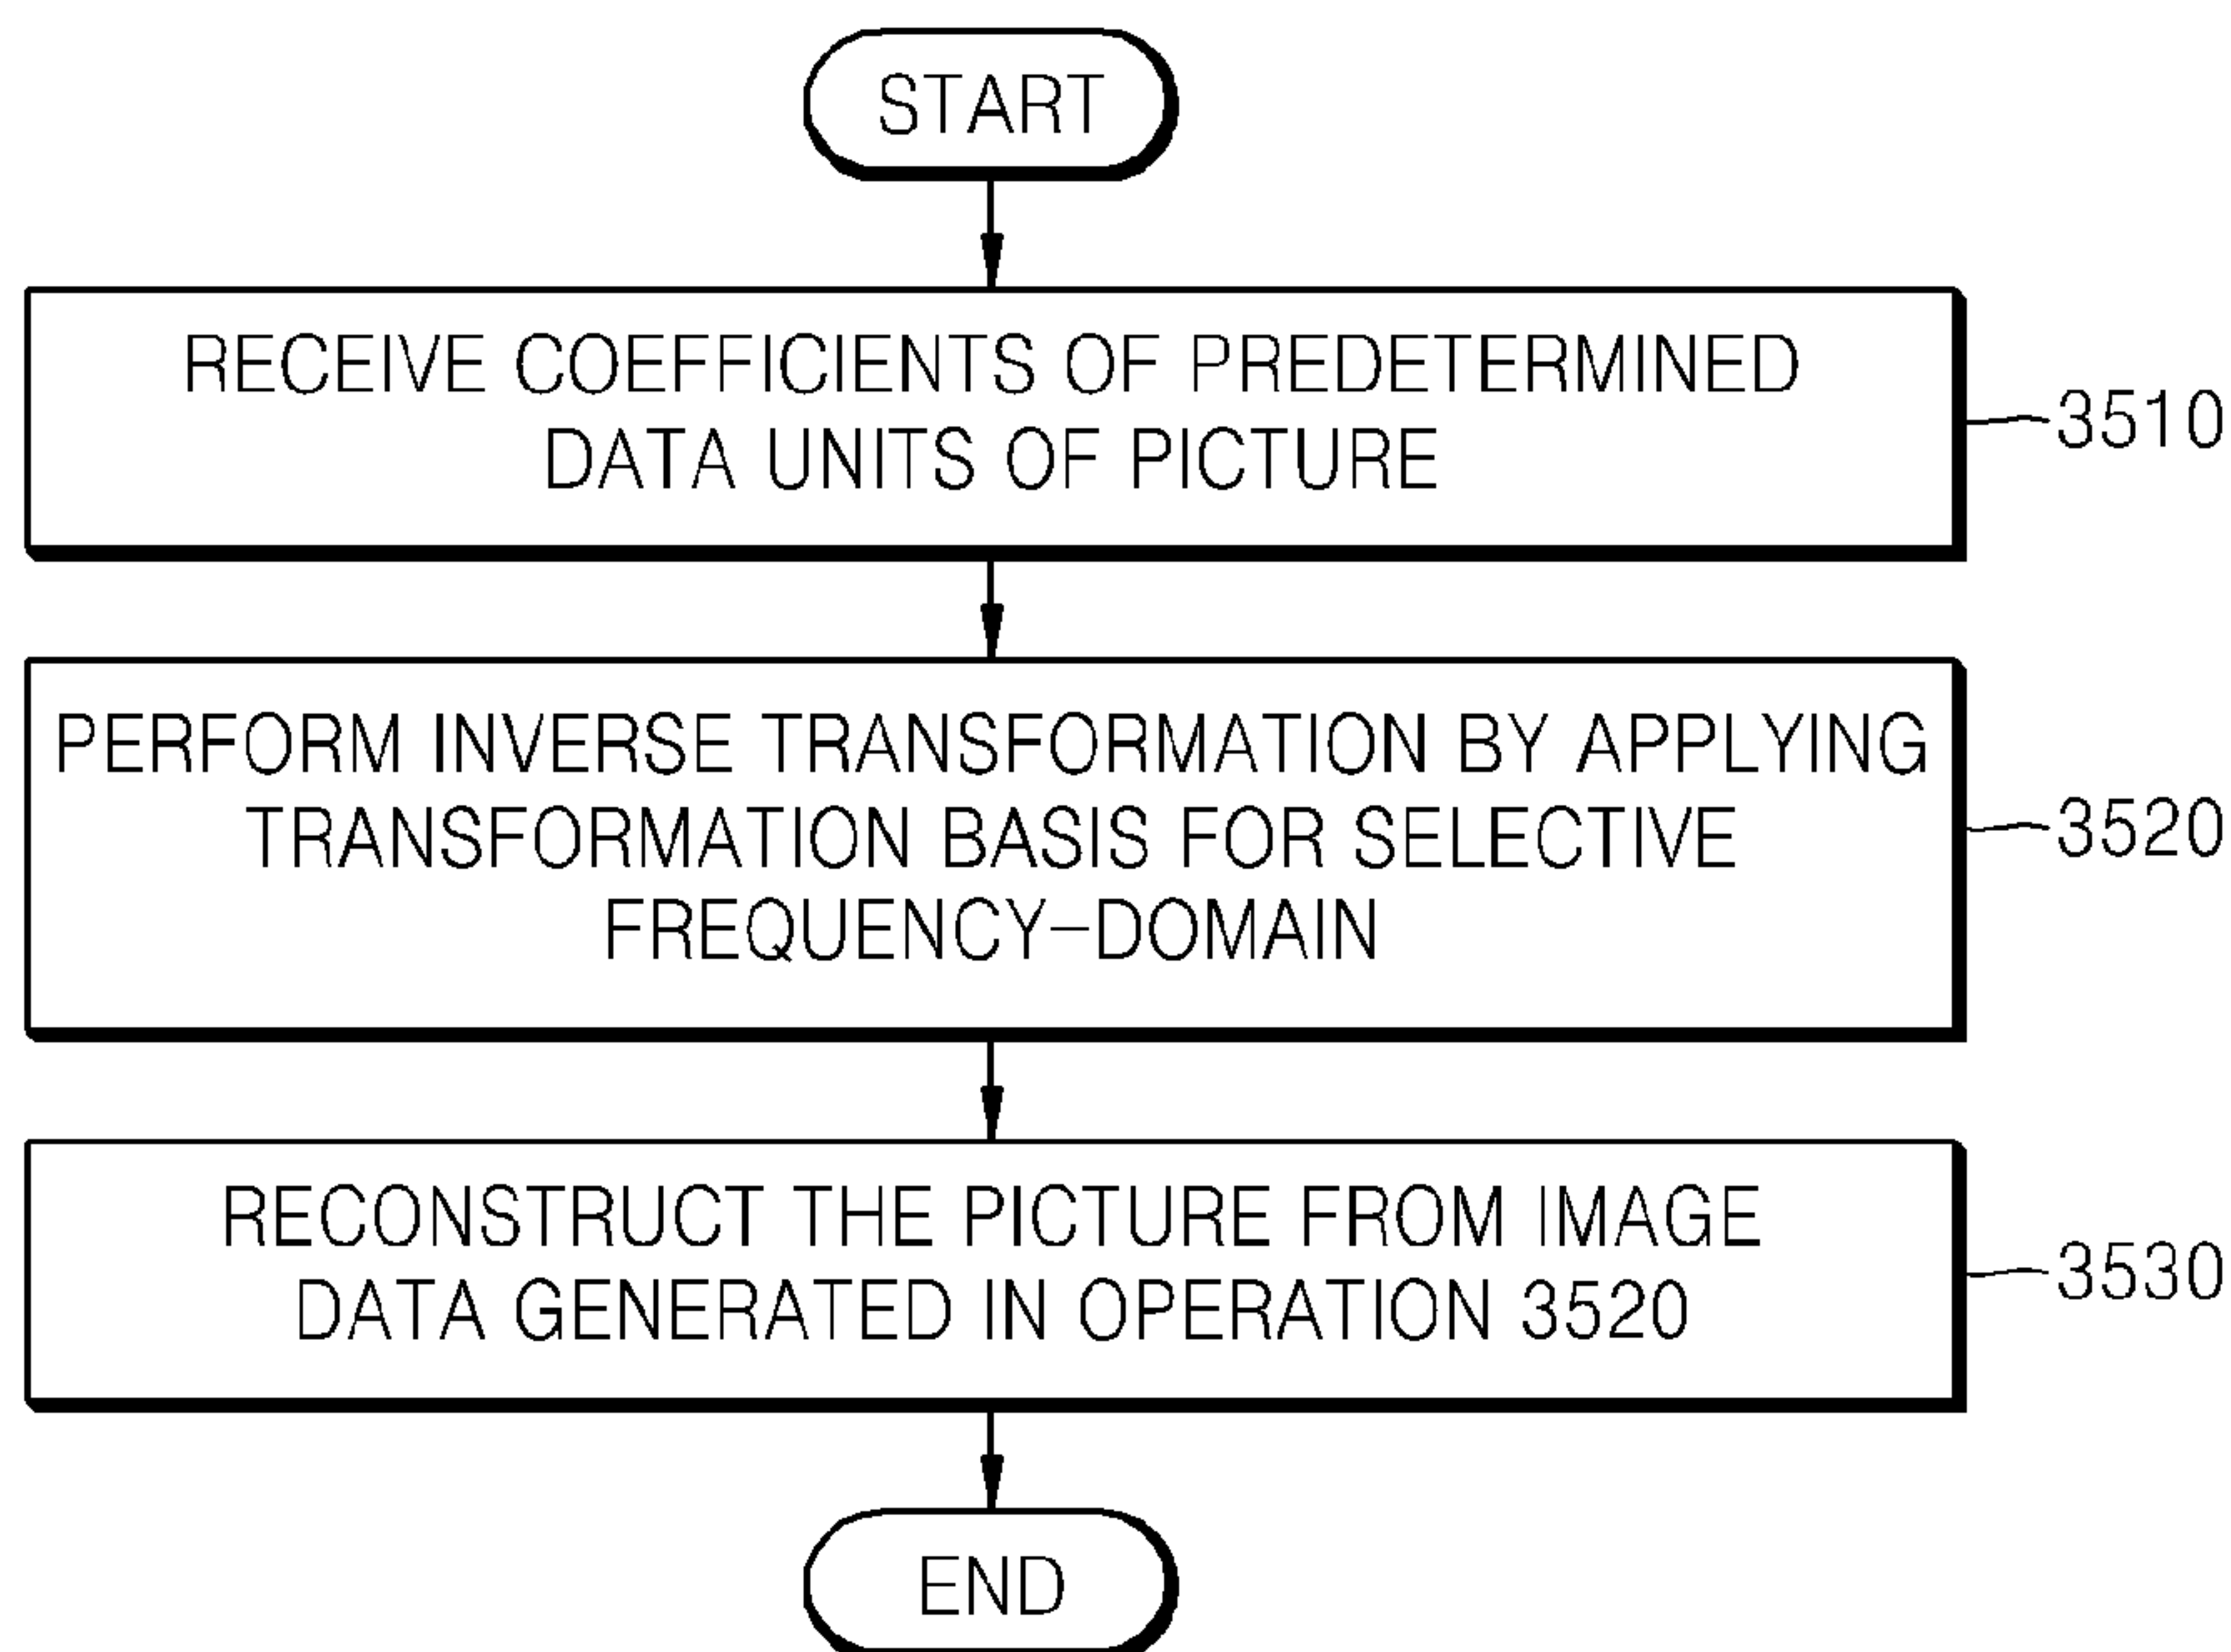 START
RECEIVE COEFFICIENTS OF PREDETERMINED
DATA UNITS OF PICTURE
3510
PERFORM INVERSE TRANSFORMATION BY APPLYING
TRANSFORMATION BASIS FOR SELECTIVE
FREQUENCY-DOMAIN
3520
RECONSTRUCT THE PICTURE FROM IMAGE
DATA GENERATED IN OPERATION 3520
3530
END